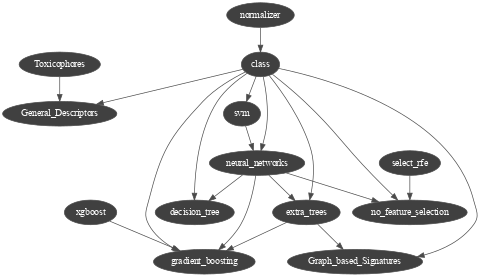 normalizer
Toxicophores
class
General_Descriptors
svm
neural_networks
select_rfe
xgboost
decision_tree
extra_trees
no_feature_selection
gradient_boosting
Graph_based_Signatures